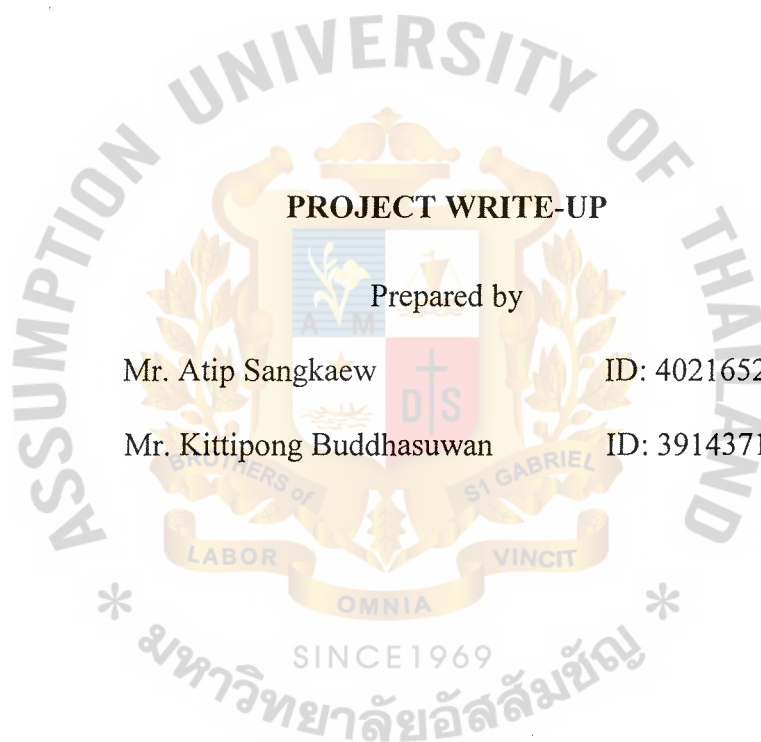 ASSUMPTION UNIVERSITY OF THAILAND
PROJECT WRITE-UP
Prepared by
Mr. Atip Sangkaew ID: 4021652
Mr. Kittipong Buddhasuwan ID: 3914371
A M
D S
BROTHERS of ST GABRIEL
LABOR OMNIA VINCIT
SINCE1969
* มหาวิทยาลัยอัสสัมชัญ *